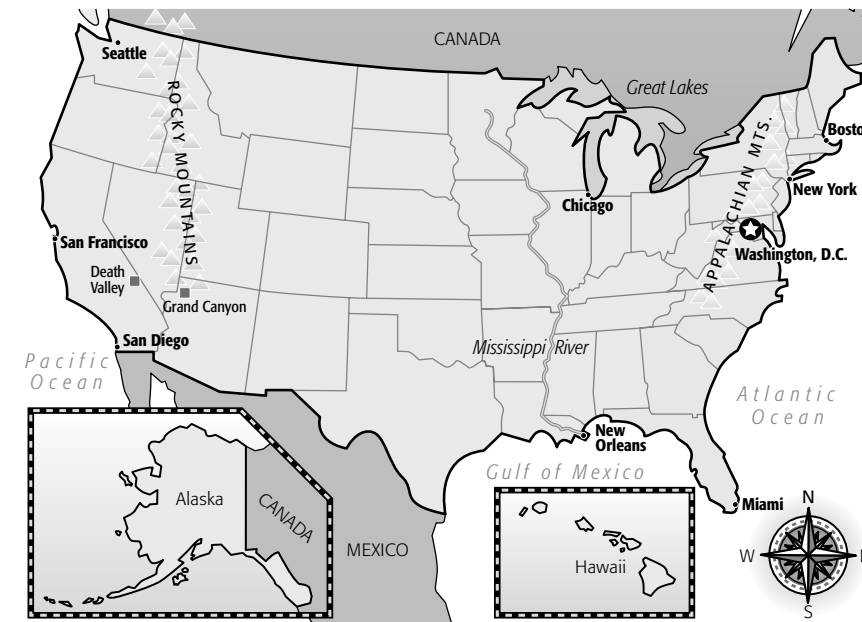 CANADA
Seattle
Great Lakes
ROCKY MOUNTAINS
APPALACHIAN MTS.
Bosto
New York
Chicago
Washington, D.C.
San Francisco
Death
Valley
Grand Canyon
San Diego
Mississippi River
Pacific
Ocean
Atlantic
Ocean
New
Orleans
Gulf of Mexico
Miami
Alaska
CANADA
MEXICO
Hawaii
N
W
S